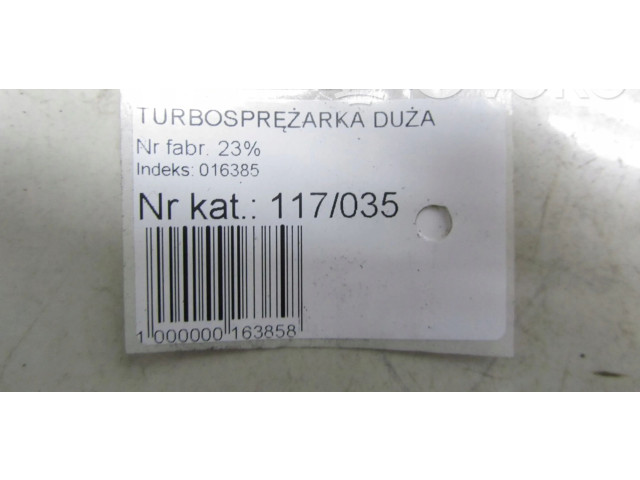 TURBOSPRĘŻARKA DUŻA
Nr fabr. 23%
Indeks: 016385
Nr kat.: 117/035
1 000000 163858